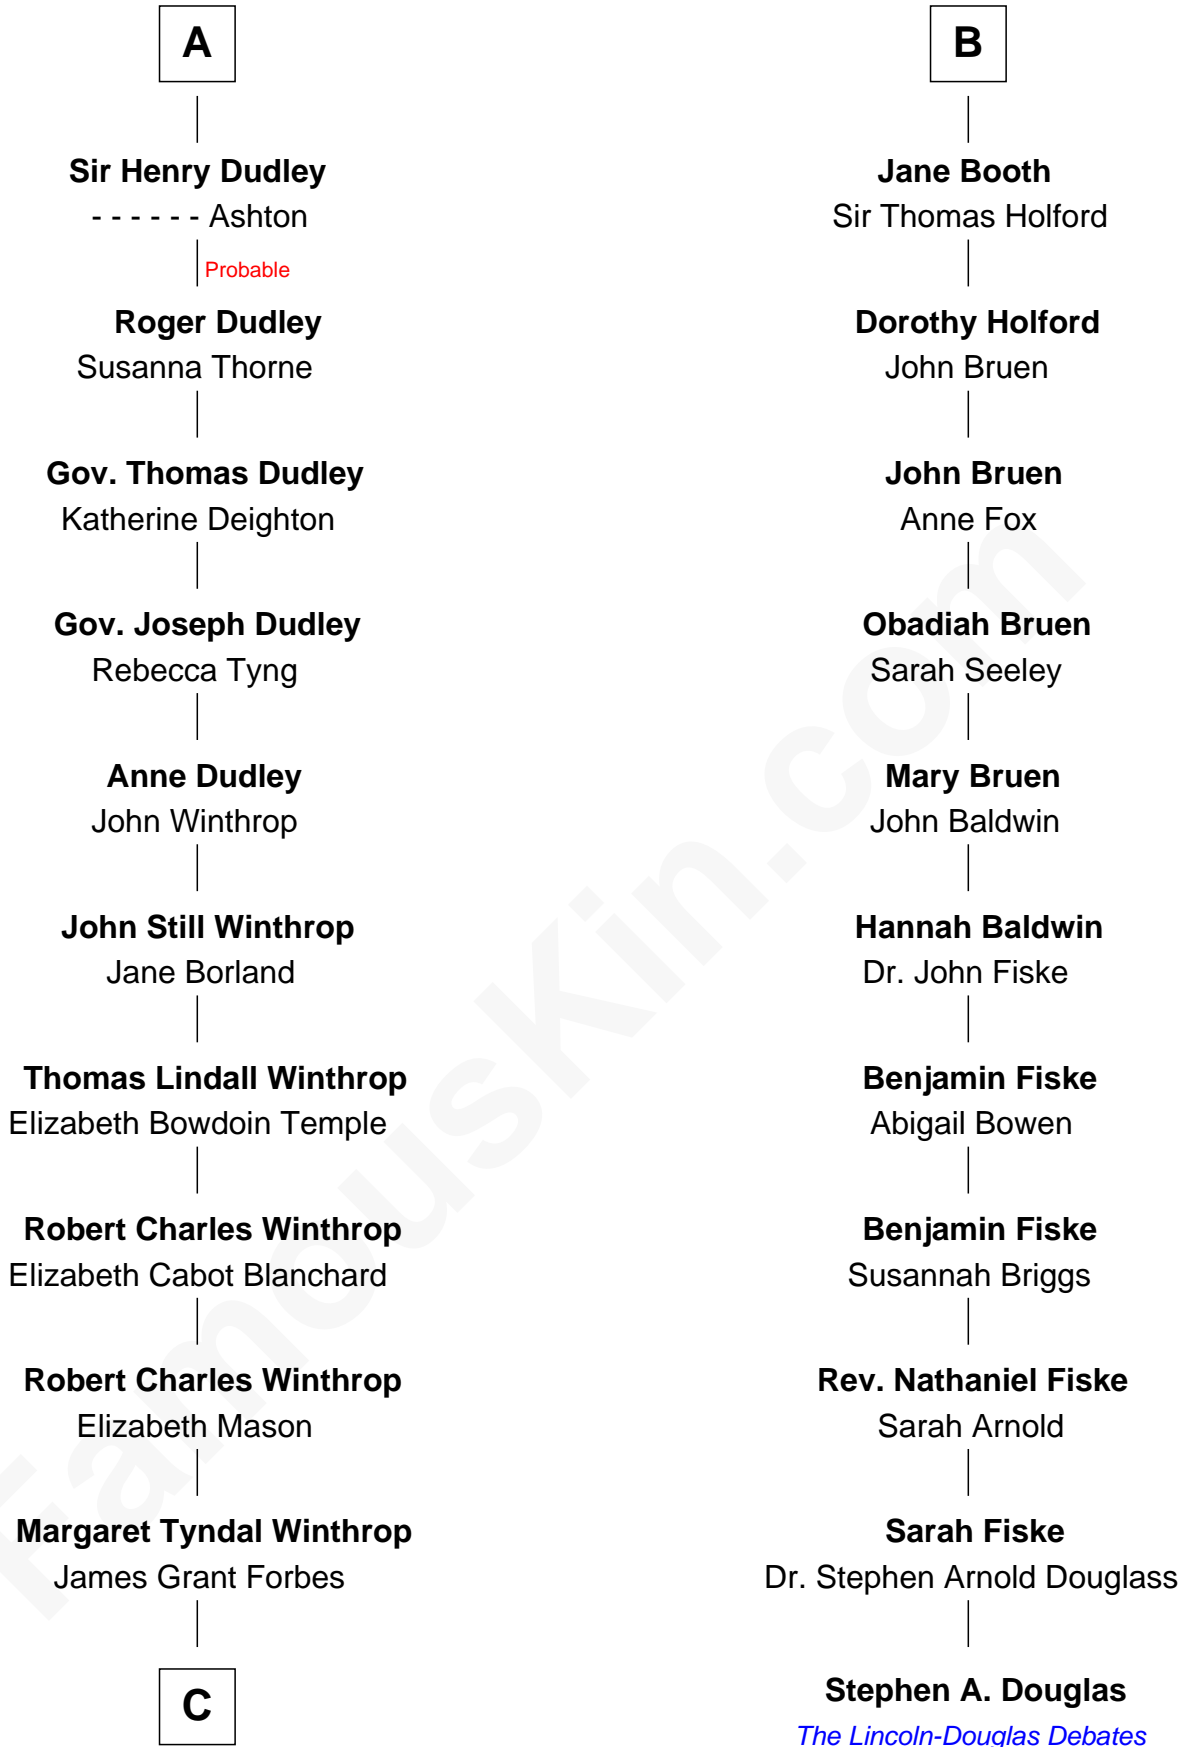 A
Sir Henry Dudley
- - - - - - Ashton
Probable
Roger Dudley
Susanna Thorne
Gov. Thomas Dudley
Katherine Deighton
Gov. Joseph Dudley
Rebecca Tyng
Anne Dudley
John Winthrop
John Still Winthrop
Jane Borland
Thomas Lindall Winthrop
Elizabeth Bowdoin Temple
Robert Charles Winthrop
Elizabeth Cabot Blanchard
Robert Charles Winthrop
Elizabeth Mason
Margaret Tyndal Winthrop
James Grant Forbes
C
B
Jane Booth
Sir Thomas Holford
Dorothy Holford
John Bruen
John Bruen
Anne Fox
Obadiah Bruen
Sarah Seeley
Mary Bruen
John Baldwin
Hannah Baldwin
Dr. John Fiske
Benjamin Fiske
Abigail Bowen
Benjamin Fiske
Susannah Briggs
Rev. Nathaniel Fiske
Sarah Arnold
Sarah Fiske
Dr. Stephen Arnold Douglass
Stephen A. Douglas
The Lincoln-Douglas Debates
FamousKin.com